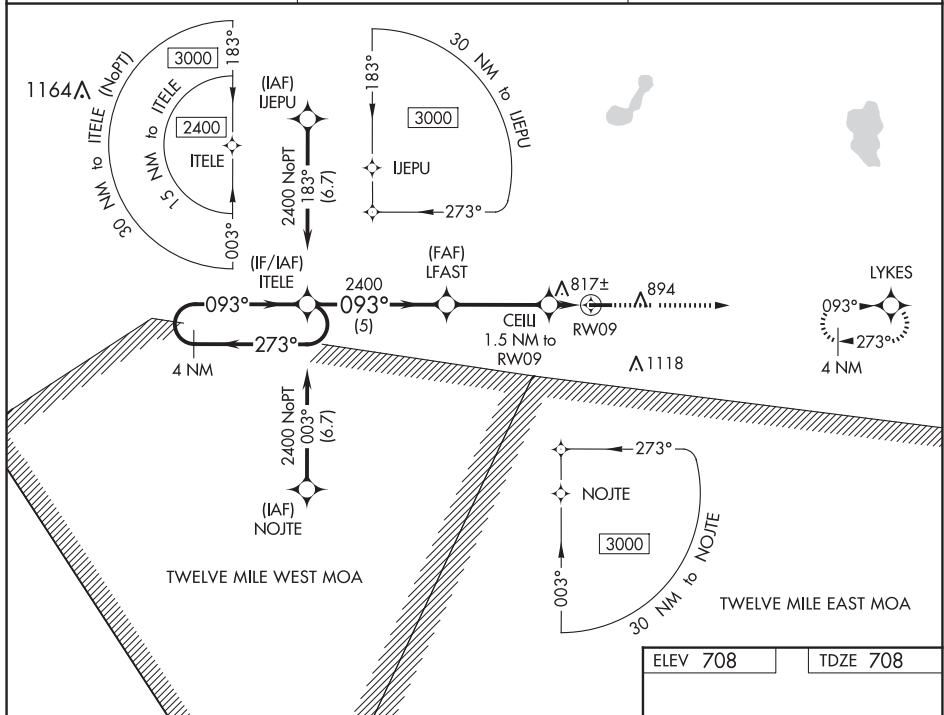 30 NM to ITELE (NoPT)
15 NM to ITELE
3000
183°
2400
ITELE
003°
1164
(IAF)
IJEPU
2400 NoPT
183°
(6.7)
183°
30 NM to IJEPU
3000
IJEPU
273°
(IF/IAF)
ITELE
093°
273°
4 NM
2400
093°
(5)
(FAF)
LFAST
CEILI
1.5 NM to
RW09
817±
RW09
894
1118
LYKES
093°
273°
4 NM
2400 NoPT
003°
(6.7)
(IAF)
NOJTE
273°
NOJTE
3000
003°
30 NM to NOJTE
TWELVE MILE WEST MOA
TWELVE MILE EAST MOA
ELEV 708
TDZE 708